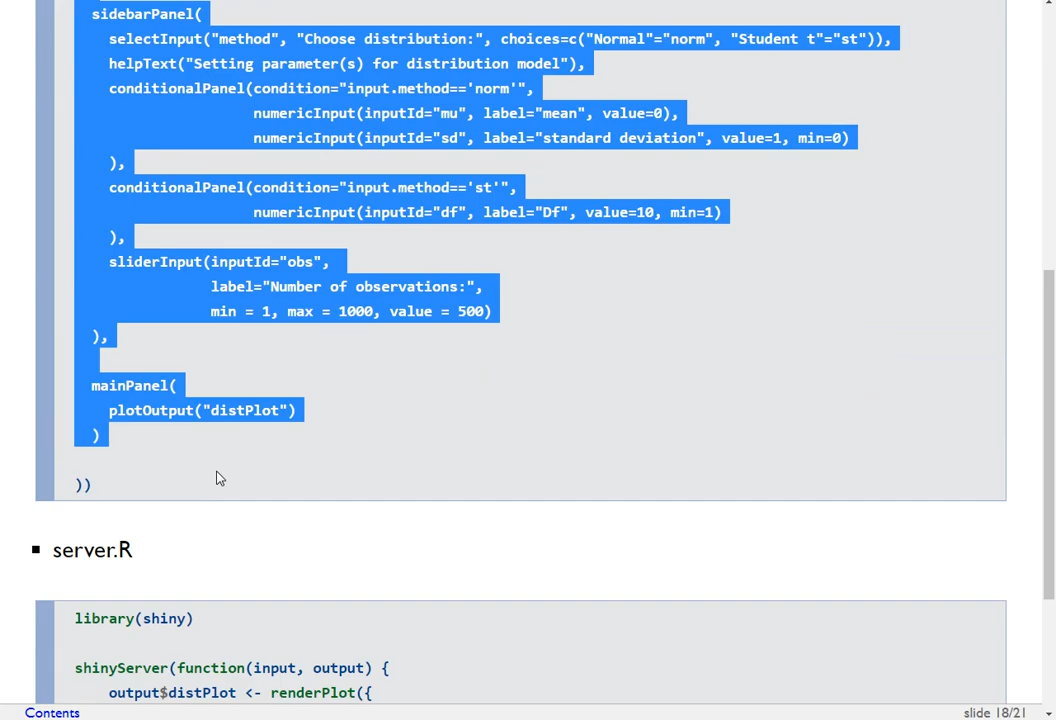 sidebarPanel(
selectInput("method", "Choose distribution:", choices=c("Normal"="norm", "Student t"="st")),
helpText("Setting parameter(s) for distribution model"),
conditionalPanel(condition="input.method=='norm'",
numericInput(inputId="mu", label="mean", value=0),
numericInput(inputId="sd", label="standard deviation", value=1, min=0)
),
conditionalPanel(condition="input.method=='st'",
numericInput(inputId="df", label="Df", value=10, min=1)
),
sliderInput(inputId="obs",
label="Number of observations:",
min = 1, max = 1000, value = 500)
),
mainPanel(
plotOutput("distPlot")
)
))
▪ server.R
library(shiny)
shinyServer(function(input, output) {
output$distPlot <- renderPlot({
Contents
slide 18/21